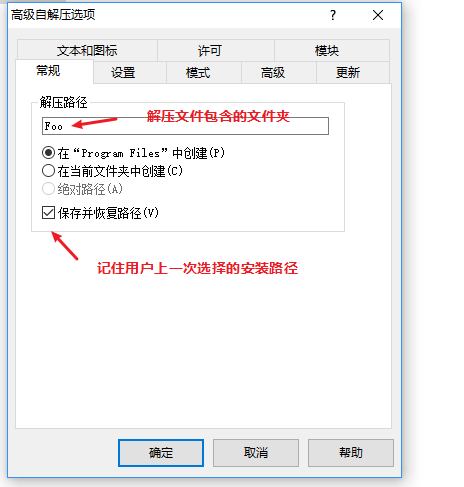 高级自解压选项
文本和图标 许可 模块
常规 设置 模式 高级 更新
解压路径
解压文件包含的文件夹
Foo
在“Program Files”中创建(P)
在当前文件夹中创建(C)
绝对路径(A)
保存并恢复路径(V)
记住用户上一次选择的安装路径
确定 取消 帮助